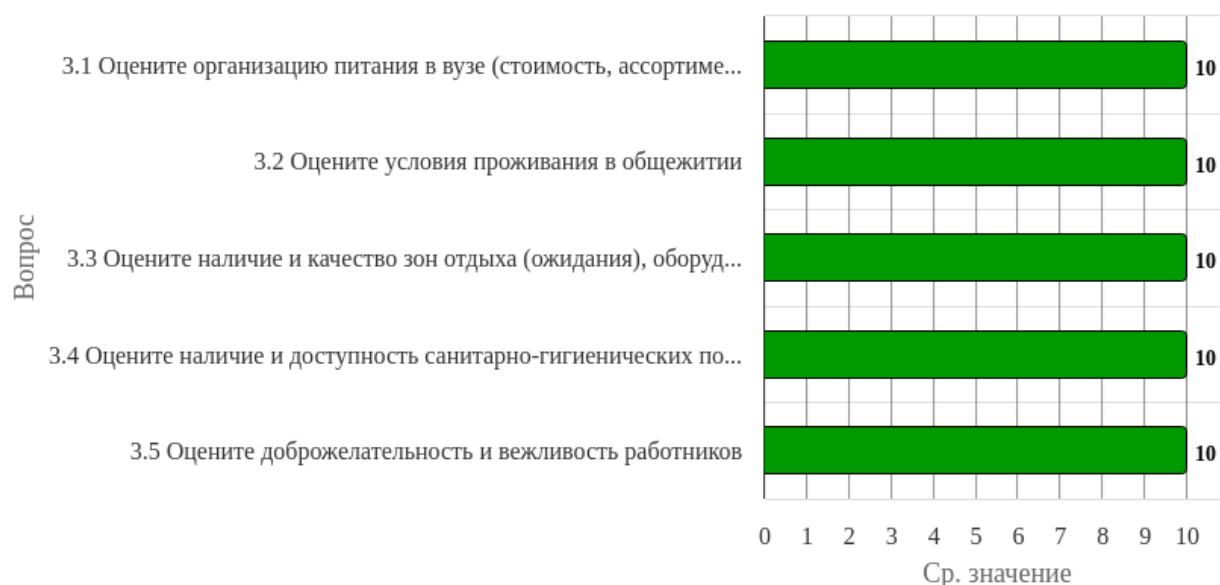 3.1 Оцените организацию питания в вузе (стоимость, ассортиме...
10
3.2 Оцените условия проживания в общежитии
10
3.3 Оцените наличие и качество зон отдыха (ожидания), оборуд...
10
3.4 Оцените наличие и доступность санитарно-гигиенических по...
10
3.5 Оцените доброжелательность и вежливость работников
10
Вопрос
0 1 2 3 4 5 6 7 8 9 10
Ср. значение